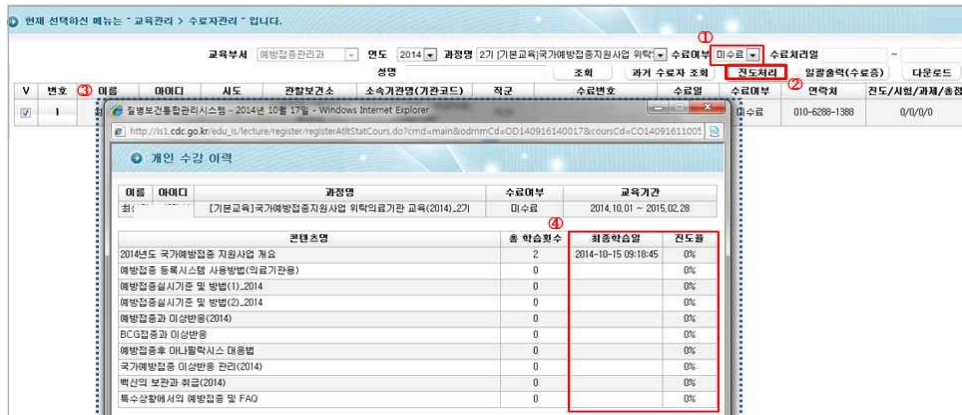 현재 선택하신 메뉴는 " 교육관리 > 수료자관리 " 입니다.
①
교육부서 예방접종관리과 연도 2014 과정명 2기 [기본교육]국가예방접종지원사업 위탁 수료여부 미수료 수료처리일 ~
성명 조회 과거 수료자 조회 진도처리 일괄출력(수료증) 다운로드
②
V 번호 ③ 이름 아이디 시도 관할보건소 소속기관명(기관코드) 직군 수료번호 수료일 수료여부 연락처 진도/시험/과제/총점
1 최 미수료 010-6288-1388 0/0/0/0
질병보건통합관리시스템 - 2014년 10월 17일 - Windows Internet Explorer
http://is1.cdc.go.kr/edu_is/lecture/register/registerAtltStatCours.do?cmd=main&odmmCd=OD140916140017&coursCd=CO14091611005
개인 수강 이력
이름 아이디 과정명 수료여부 교육기간
최 [기본교육]국가예방접종지원사업 위탁의료기관 교육(2014)_2기 미수료 2014.10.01 ~ 2015.02.28
④
콘텐츠명 총 학습횟수 최종학습일 진도율
2014년도 국가예방접종 지원사업 개요 2 2014-10-15 09:18:45 0%
예방접종 등록시스템 사용방법(의료기관용) 0 0%
예방접종실시기준 및 방법(1)_2014 0 0%
예방접종실시기준 및 방법(2)_2014 0 0%
예방접종과 이상반응(2014) 0 0%
BCG접종과 이상반응 0 0%
예방접종후 아나필락시스 대응법 0 0%
국가예방접종 이상반응 관리(2014) 0 0%
백신의 보관과 취급(2014) 0 0%
특수상황에서의 예방접종 및 FAQ 0 0%